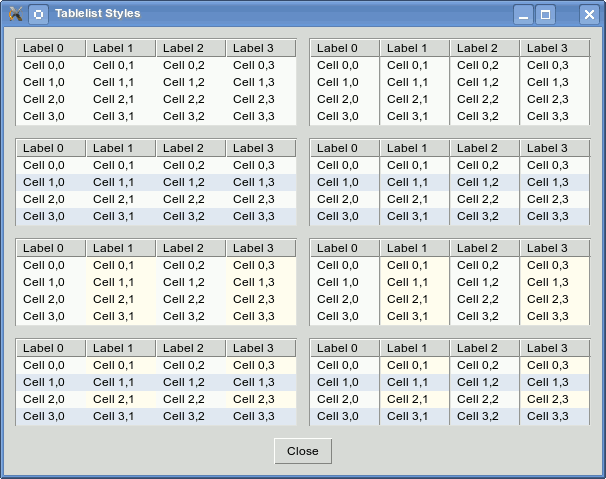 Tablelist Styles
Label 0 Label 1 Label 2 Label 3 Label 0 Label 1 Label 2 Label 3
Cell 0,0 Cell 0,1 Cell 0,2 Cell 0,3 Cell 0,0 Cell 0,1 Cell 0,2 Cell 0,3
Cell 1,0 Cell 1,1 Cell 1,2 Cell 1,3 Cell 1,0 Cell 1,1 Cell 1,2 Cell 1,3
Cell 2,0 Cell 2,1 Cell 2,2 Cell 2,3 Cell 2,0 Cell 2,1 Cell 2,2 Cell 2,3
Cell 3,0 Cell 3,1 Cell 3,2 Cell 3,3 Cell 3,0 Cell 3,1 Cell 3,2 Cell 3,3
Label 0 Label 1 Label 2 Label 3 Label 0 Label 1 Label 2 Label 3
Cell 0,0 Cell 0,1 Cell 0,2 Cell 0,3 Cell 0,0 Cell 0,1 Cell 0,2 Cell 0,3
Cell 1,0 Cell 1,1 Cell 1,2 Cell 1,3 Cell 1,0 Cell 1,1 Cell 1,2 Cell 1,3
Cell 2,0 Cell 2,1 Cell 2,2 Cell 2,3 Cell 2,0 Cell 2,1 Cell 2,2 Cell 2,3
Cell 3,0 Cell 3,1 Cell 3,2 Cell 3,3 Cell 3,0 Cell 3,1 Cell 3,2 Cell 3,3
Label 0 Label 1 Label 2 Label 3 Label 0 Label 1 Label 2 Label 3
Cell 0,0 Cell 0,1 Cell 0,2 Cell 0,3 Cell 0,0 Cell 0,1 Cell 0,2 Cell 0,3
Cell 1,0 Cell 1,1 Cell 1,2 Cell 1,3 Cell 1,0 Cell 1,1 Cell 1,2 Cell 1,3
Cell 2,0 Cell 2,1 Cell 2,2 Cell 2,3 Cell 2,0 Cell 2,1 Cell 2,2 Cell 2,3
Cell 3,0 Cell 3,1 Cell 3,2 Cell 3,3 Cell 3,0 Cell 3,1 Cell 3,2 Cell 3,3
Label 0 Label 1 Label 2 Label 3 Label 0 Label 1 Label 2 Label 3
Cell 0,0 Cell 0,1 Cell 0,2 Cell 0,3 Cell 0,0 Cell 0,1 Cell 0,2 Cell 0,3
Cell 1,0 Cell 1,1 Cell 1,2 Cell 1,3 Cell 1,0 Cell 1,1 Cell 1,2 Cell 1,3
Cell 2,0 Cell 2,1 Cell 2,2 Cell 2,3 Cell 2,0 Cell 2,1 Cell 2,2 Cell 2,3
Cell 3,0 Cell 3,1 Cell 3,2 Cell 3,3 Cell 3,0 Cell 3,1 Cell 3,2 Cell 3,3
Close